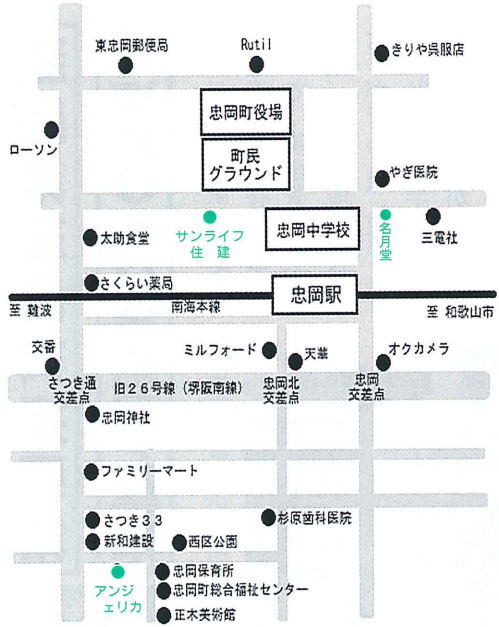 東忠岡郵便局
Rutil
きりや呉服店
忠岡町役場
ローソン
町民
グラウンド
やぎ医院
太助食堂
サンライフ
住建
忠岡中学校
名月堂
三電社
さくらい薬局
忠岡駅
至 難波
南海本線
至 和歌山市
交番
ミルフォード
天華
オクカメラ
さつき通
交差点
旧26号線(堺阪南線)
忠岡北
交差点
忠岡
交差点
忠岡神社
ファミリーマート
さつき33
杉原歯科医院
新和建設
西区公園
アンジ
ェリカ
忠岡保育所
忠岡町総合福祉センター
正木美術館